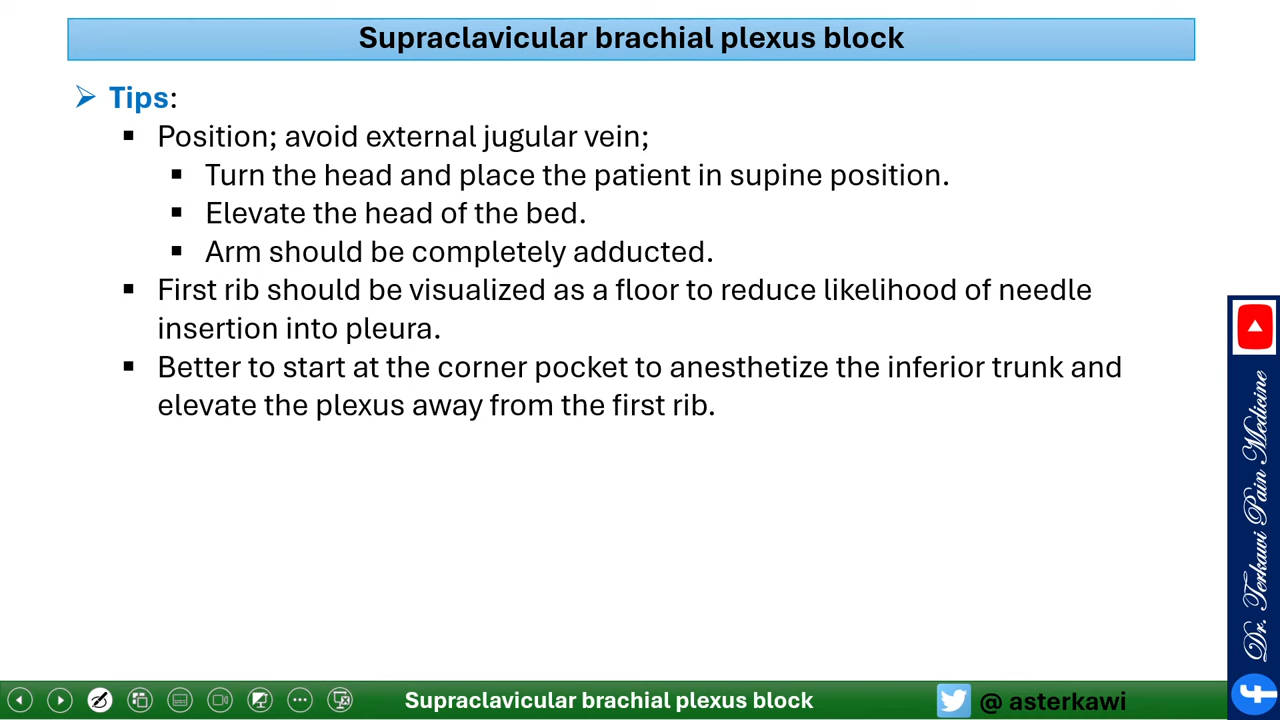 Supraclavicular brachial plexus block
Tips:
Position; avoid external jugular vein;
Turn the head and place the patient in supine position.
Elevate the head of the bed.
Arm should be completely adducted.
First rib should be visualized as a floor to reduce likelihood of needle
insertion into pleura.
Better to start at the corner pocket to anesthetize the inferior trunk and
elevate the plexus away from the first rib.
Dr. Terkawi Pain Medicine
Supraclavicular brachial plexus block
@ asterkawi